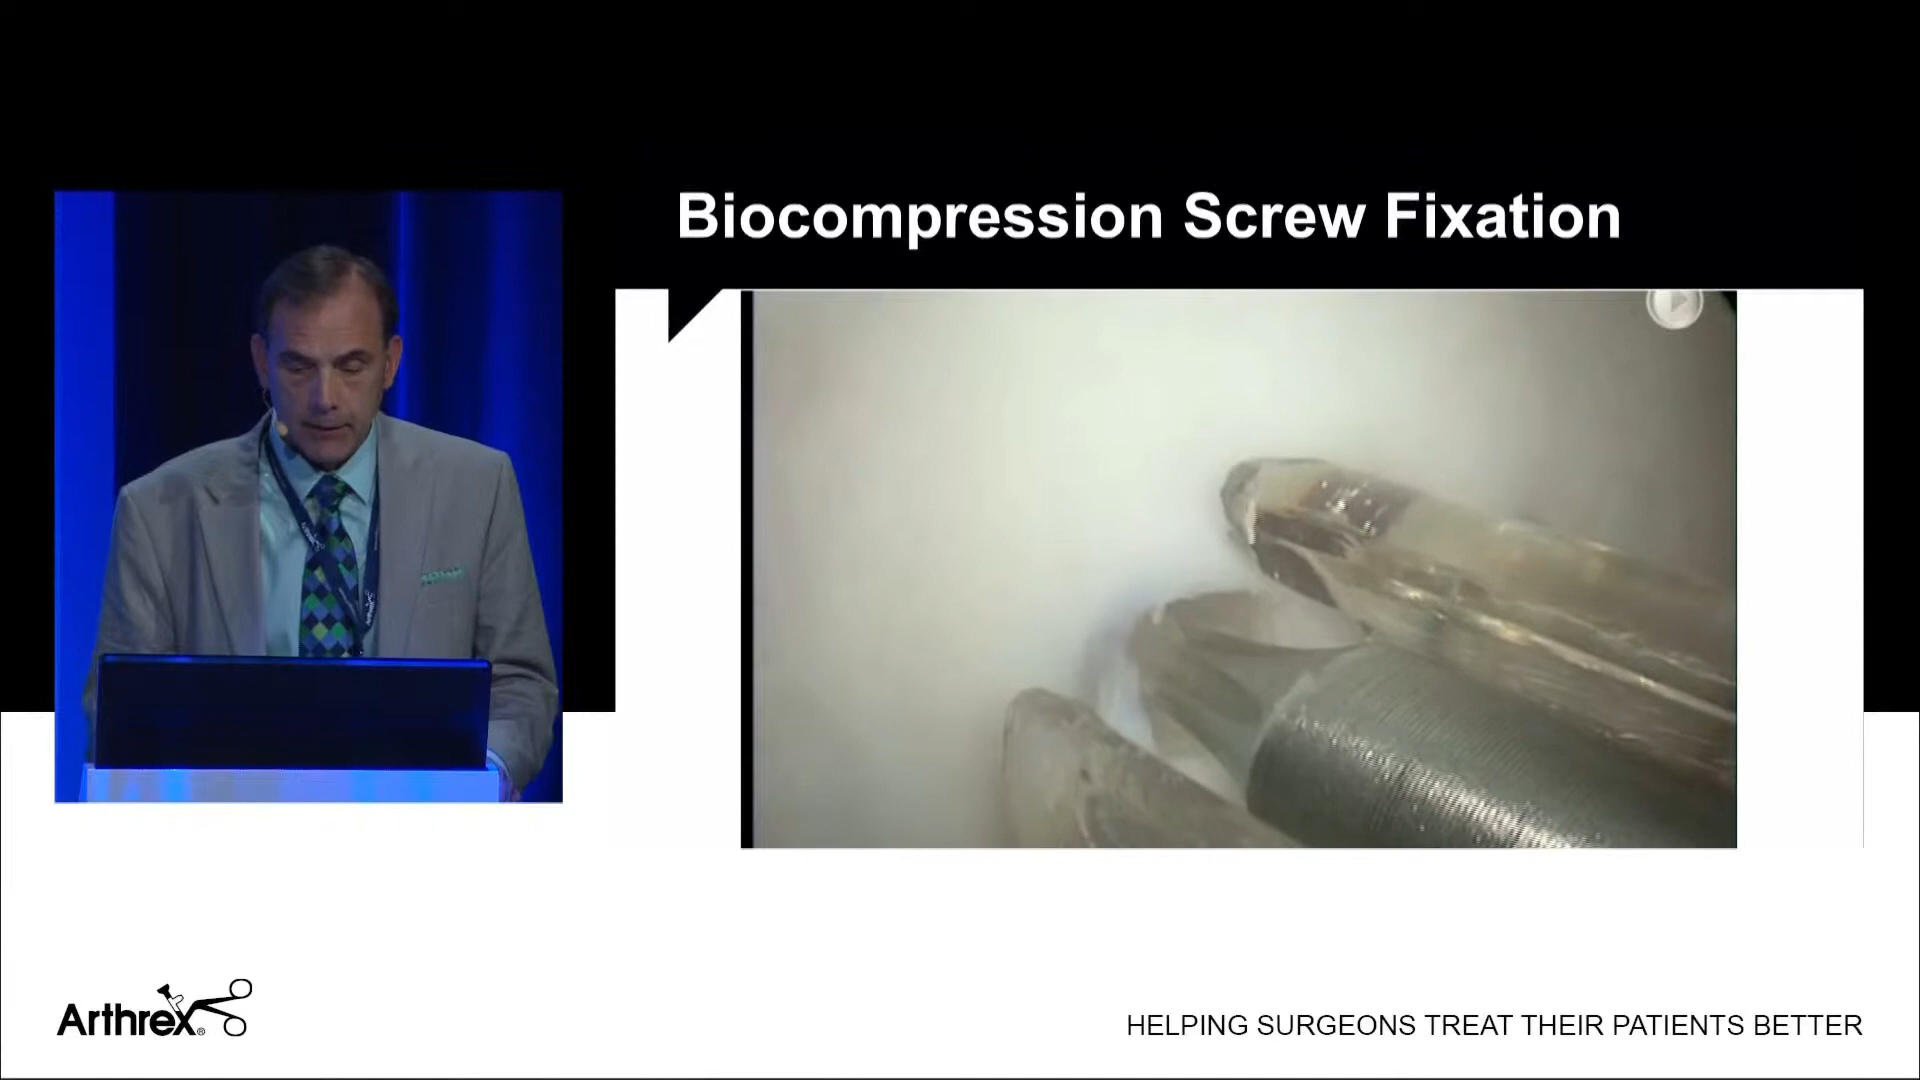 Biocompression Screw Fixation
Arthrex®
HELPING SURGEONS TREAT THEIR PATIENTS BETTER